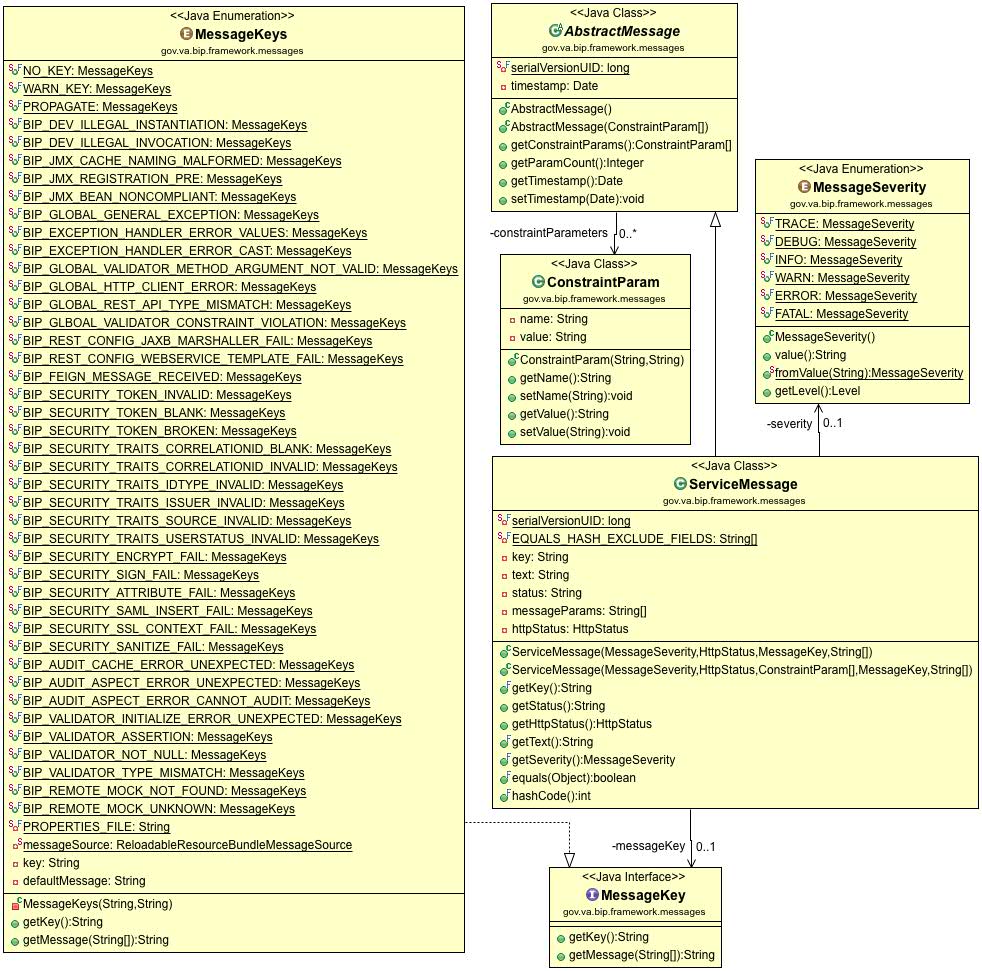 <<Java Enumeration>>
MessageKeys
gov.va.bip.framework.messages
NO_KEY: MessageKeys
WARN_KEY: MessageKeys
PROPAGATE: MessageKeys
BIP_DEV_ILLEGAL_INSTANTIATION: MessageKeys
BIP_DEV_ILLEGAL_INVOCATION: MessageKeys
BIP_JMX_CACHE_NAMING_MALFORMED: MessageKeys
BIP_JMX_REGISTRATION_PRE: MessageKeys
BIP_JMX_BEAN_NONCOMPLIANT: MessageKeys
BIP_GLOBAL_GENERAL_EXCEPTION: MessageKeys
BIP_EXCEPTION_HANDLER_ERROR_VALUES: MessageKeys
BIP_EXCEPTION_HANDLER_ERROR_CAST: MessageKeys
BIP_GLOBAL_VALIDATOR_METHOD_ARGUMENT_NOT_VALID: MessageKeys
BIP_GLOBAL_HTTP_CLIENT_ERROR: MessageKeys
BIP_GLOBAL_REST_API_TYPE_MISMATCH: MessageKeys
BIP_GLBOAL_VALIDATOR_CONSTRAINT_VIOLATION: MessageKeys
BIP_REST_CONFIG_JAXB_MARSHALLER_FAIL: MessageKeys
BIP_REST_CONFIG_WEBSERVICE_TEMPLATE_FAIL: MessageKeys
BIP_FEIGN_MESSAGE_RECEIVED: MessageKeys
BIP_SECURITY_TOKEN_INVALID: MessageKeys
BIP_SECURITY_TOKEN_BLANK: MessageKeys
BIP_SECURITY_TOKEN_BROKEN: MessageKeys
BIP_SECURITY_TRAITS_CORRELATIONID_BLANK: MessageKeys
BIP_SECURITY_TRAITS_CORRELATIONID_INVALID: MessageKeys
BIP_SECURITY_TRAITS_IDTYPE_INVALID: MessageKeys
BIP_SECURITY_TRAITS_ISSUER_INVALID: MessageKeys
BIP_SECURITY_TRAITS_SOURCE_INVALID: MessageKeys
BIP_SECURITY_TRAITS_USERSTATUS_INVALID: MessageKeys
BIP_SECURITY_ENCRYPT_FAIL: MessageKeys
BIP_SECURITY_SIGN_FAIL: MessageKeys
BIP_SECURITY_ATTRIBUTE_FAIL: MessageKeys
BIP_SECURITY_SAML_INSERT_FAIL: MessageKeys
BIP_SECURITY_SSL_CONTEXT_FAIL: MessageKeys
BIP_SECURITY_SANITIZE_FAIL: MessageKeys
BIP_AUDIT_CACHE_ERROR_UNEXPECTED: MessageKeys
BIP_AUDIT_ASPECT_ERROR_UNEXPECTED: MessageKeys
BIP_AUDIT_ASPECT_ERROR_CANNOT_AUDIT: MessageKeys
BIP_VALIDATOR_INITIALIZE_ERROR_UNEXPECTED: MessageKeys
BIP_VALIDATOR_ASSERTION: MessageKeys
BIP_VALIDATOR_NOT_NULL: MessageKeys
BIP_VALIDATOR_TYPE_MISMATCH: MessageKeys
BIP_REMOTE_MOCK_NOT_FOUND: MessageKeys
BIP_REMOTE_MOCK_UNKNOWN: MessageKeys
PROPERTIES_FILE: String
messageSource: ReloadableResourceBundleMessageSource
key: String
defaultMessage: String
MessageKeys(String,String)
getKey():String
getMessage(String[]):String
<<Java Class>>
AbstractMessage
gov.va.bip.framework.messages
serialVersionUID: long
timestamp: Date
AbstractMessage()
AbstractMessage(ConstraintParam[])
getConstraintParams():ConstraintParam[]
getParamCount():Integer
getTimestamp():Date
setTimestamp(Date):void
-constraintParameters 0..*
<<Java Class>>
ConstraintParam
gov.va.bip.framework.messages
name: String
value: String
ConstraintParam(String,String)
getName():String
setName(String):void
getValue():String
setValue(String):void
<<Java Enumeration>>
MessageSeverity
gov.va.bip.framework.messages
TRACE: MessageSeverity
DEBUG: MessageSeverity
INFO: MessageSeverity
WARN: MessageSeverity
ERROR: MessageSeverity
FATAL: MessageSeverity
MessageSeverity()
value():String
fromValue(String):MessageSeverity
getLevel():Level
-severity 0..1
<<Java Class>>
ServiceMessage
gov.va.bip.framework.messages
serialVersionUID: long
EQUALS_HASH_EXCLUDE_FIELDS: String[]
key: String
text: String
status: String
messageParams: String[]
httpStatus: HttpStatus
ServiceMessage(MessageSeverity,HttpStatus,MessageKey,String[])
ServiceMessage(MessageSeverity,HttpStatus,ConstraintParam[],MessageKey,String[])
getKey():String
getStatus():String
getHttpStatus():HttpStatus
getText():String
getSeverity():MessageSeverity
equals(Object):boolean
hashCode():int
-messageKey 0..1
<<Java Interface>>
MessageKey
gov.va.bip.framework.messages
getKey():String
getMessage(String[]):String